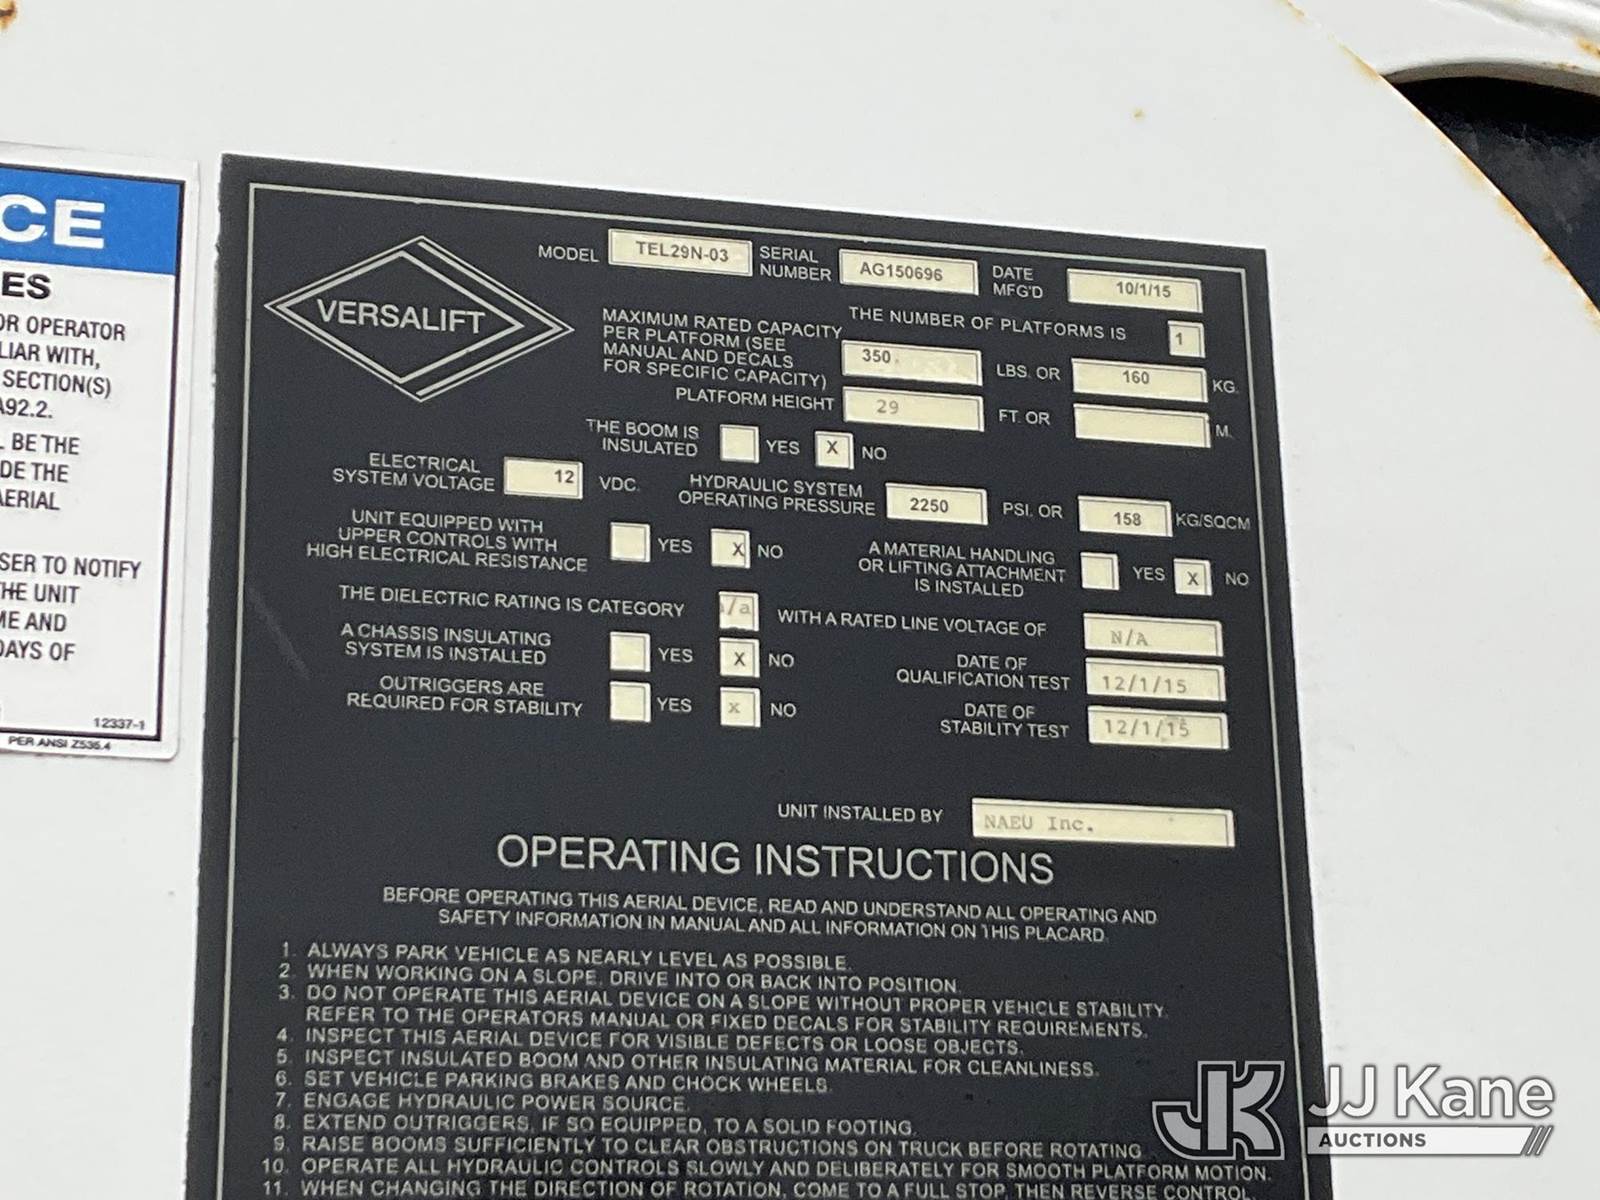 CE
ES
OR OPERATOR
LIAR WITH,
SECTION(S)
A92.2.
L BE THE
DE THE
AERIAL
SER TO NOTIFY
THE UNIT
ME AND
DAYS OF
12337-1
PER ANSI Z535.4
VERSALIFT
MODEL TEL29N-03 SERIAL NUMBER AG150696 DATE MFG'D 10/1/15
THE NUMBER OF PLATFORMS IS 1
MAXIMUM RATED CAPACITY
PER PLATFORM (SEE
MANUAL AND DECALS
FOR SPECIFIC CAPACITY) 350 LBS. OR 160 KG.
PLATFORM HEIGHT 29 FT. OR M.
THE BOOM IS
INSULATED YES X NO
ELECTRICAL
SYSTEM VOLTAGE 12 VDC.
HYDRAULIC SYSTEM
OPERATING PRESSURE 2250 PSI. OR 158 KG/SQCM
UNIT EQUIPPED WITH
UPPER CONTROLS WITH
HIGH ELECTRICAL RESISTANCE YES X NO
A MATERIAL HANDLING
OR LIFTING ATTACHMENT
IS INSTALLED YES X NO
THE DIELECTRIC RATING IS CATEGORY n/a WITH A RATED LINE VOLTAGE OF N/A
A CHASSIS INSULATING
SYSTEM IS INSTALLED YES X NO
DATE OF
QUALIFICATION TEST 12/1/15
OUTRIGGERS ARE
REQUIRED FOR STABILITY YES x NO
DATE OF
STABILITY TEST 12/1/15
UNIT INSTALLED BY NAEU Inc.
OPERATING INSTRUCTIONS
BEFORE OPERATING THIS AERIAL DEVICE, READ AND UNDERSTAND ALL OPERATING AND
SAFETY INFORMATION IN MANUAL AND ALL INFORMATION ON THIS PLACARD.
1. ALWAYS PARK VEHICLE AS NEARLY LEVEL AS POSSIBLE.
2. WHEN WORKING ON A SLOPE, DRIVE INTO OR BACK INTO POSITION.
3. DO NOT OPERATE THIS AERIAL DEVICE ON A SLOPE WITHOUT PROPER VEHICLE STABILITY.
REFER TO THE OPERATORS MANUAL OR FIXED DECALS FOR STABILITY REQUIREMENTS.
4. INSPECT THIS AERIAL DEVICE FOR VISIBLE DEFECTS OR LOOSE OBJECTS.
5. INSPECT INSULATED BOOM AND OTHER INSULATING MATERIAL FOR CLEANLINESS.
6. SET VEHICLE PARKING BRAKES AND CHOCK WHEELS.
7. ENGAGE HYDRAULIC POWER SOURCE.
8. EXTEND OUTRIGGERS, IF SO EQUIPPED, TO A SOLID FOOTING.
9. RAISE BOOMS SUFFICIENTLY TO CLEAR OBSTRUCTIONS ON TRUCK BEFORE ROTATING
10. OPERATE ALL HYDRAULIC CONTROLS SLOWLY AND DELIBERATELY FOR SMOOTH PLATFORM MOTION.
11. WHEN CHANGING THE DIRECTION OF ROTATION, COME TO A FULL STOP, THEN REVERSE CONTROL.
JK JJ Kane
AUCTIONS